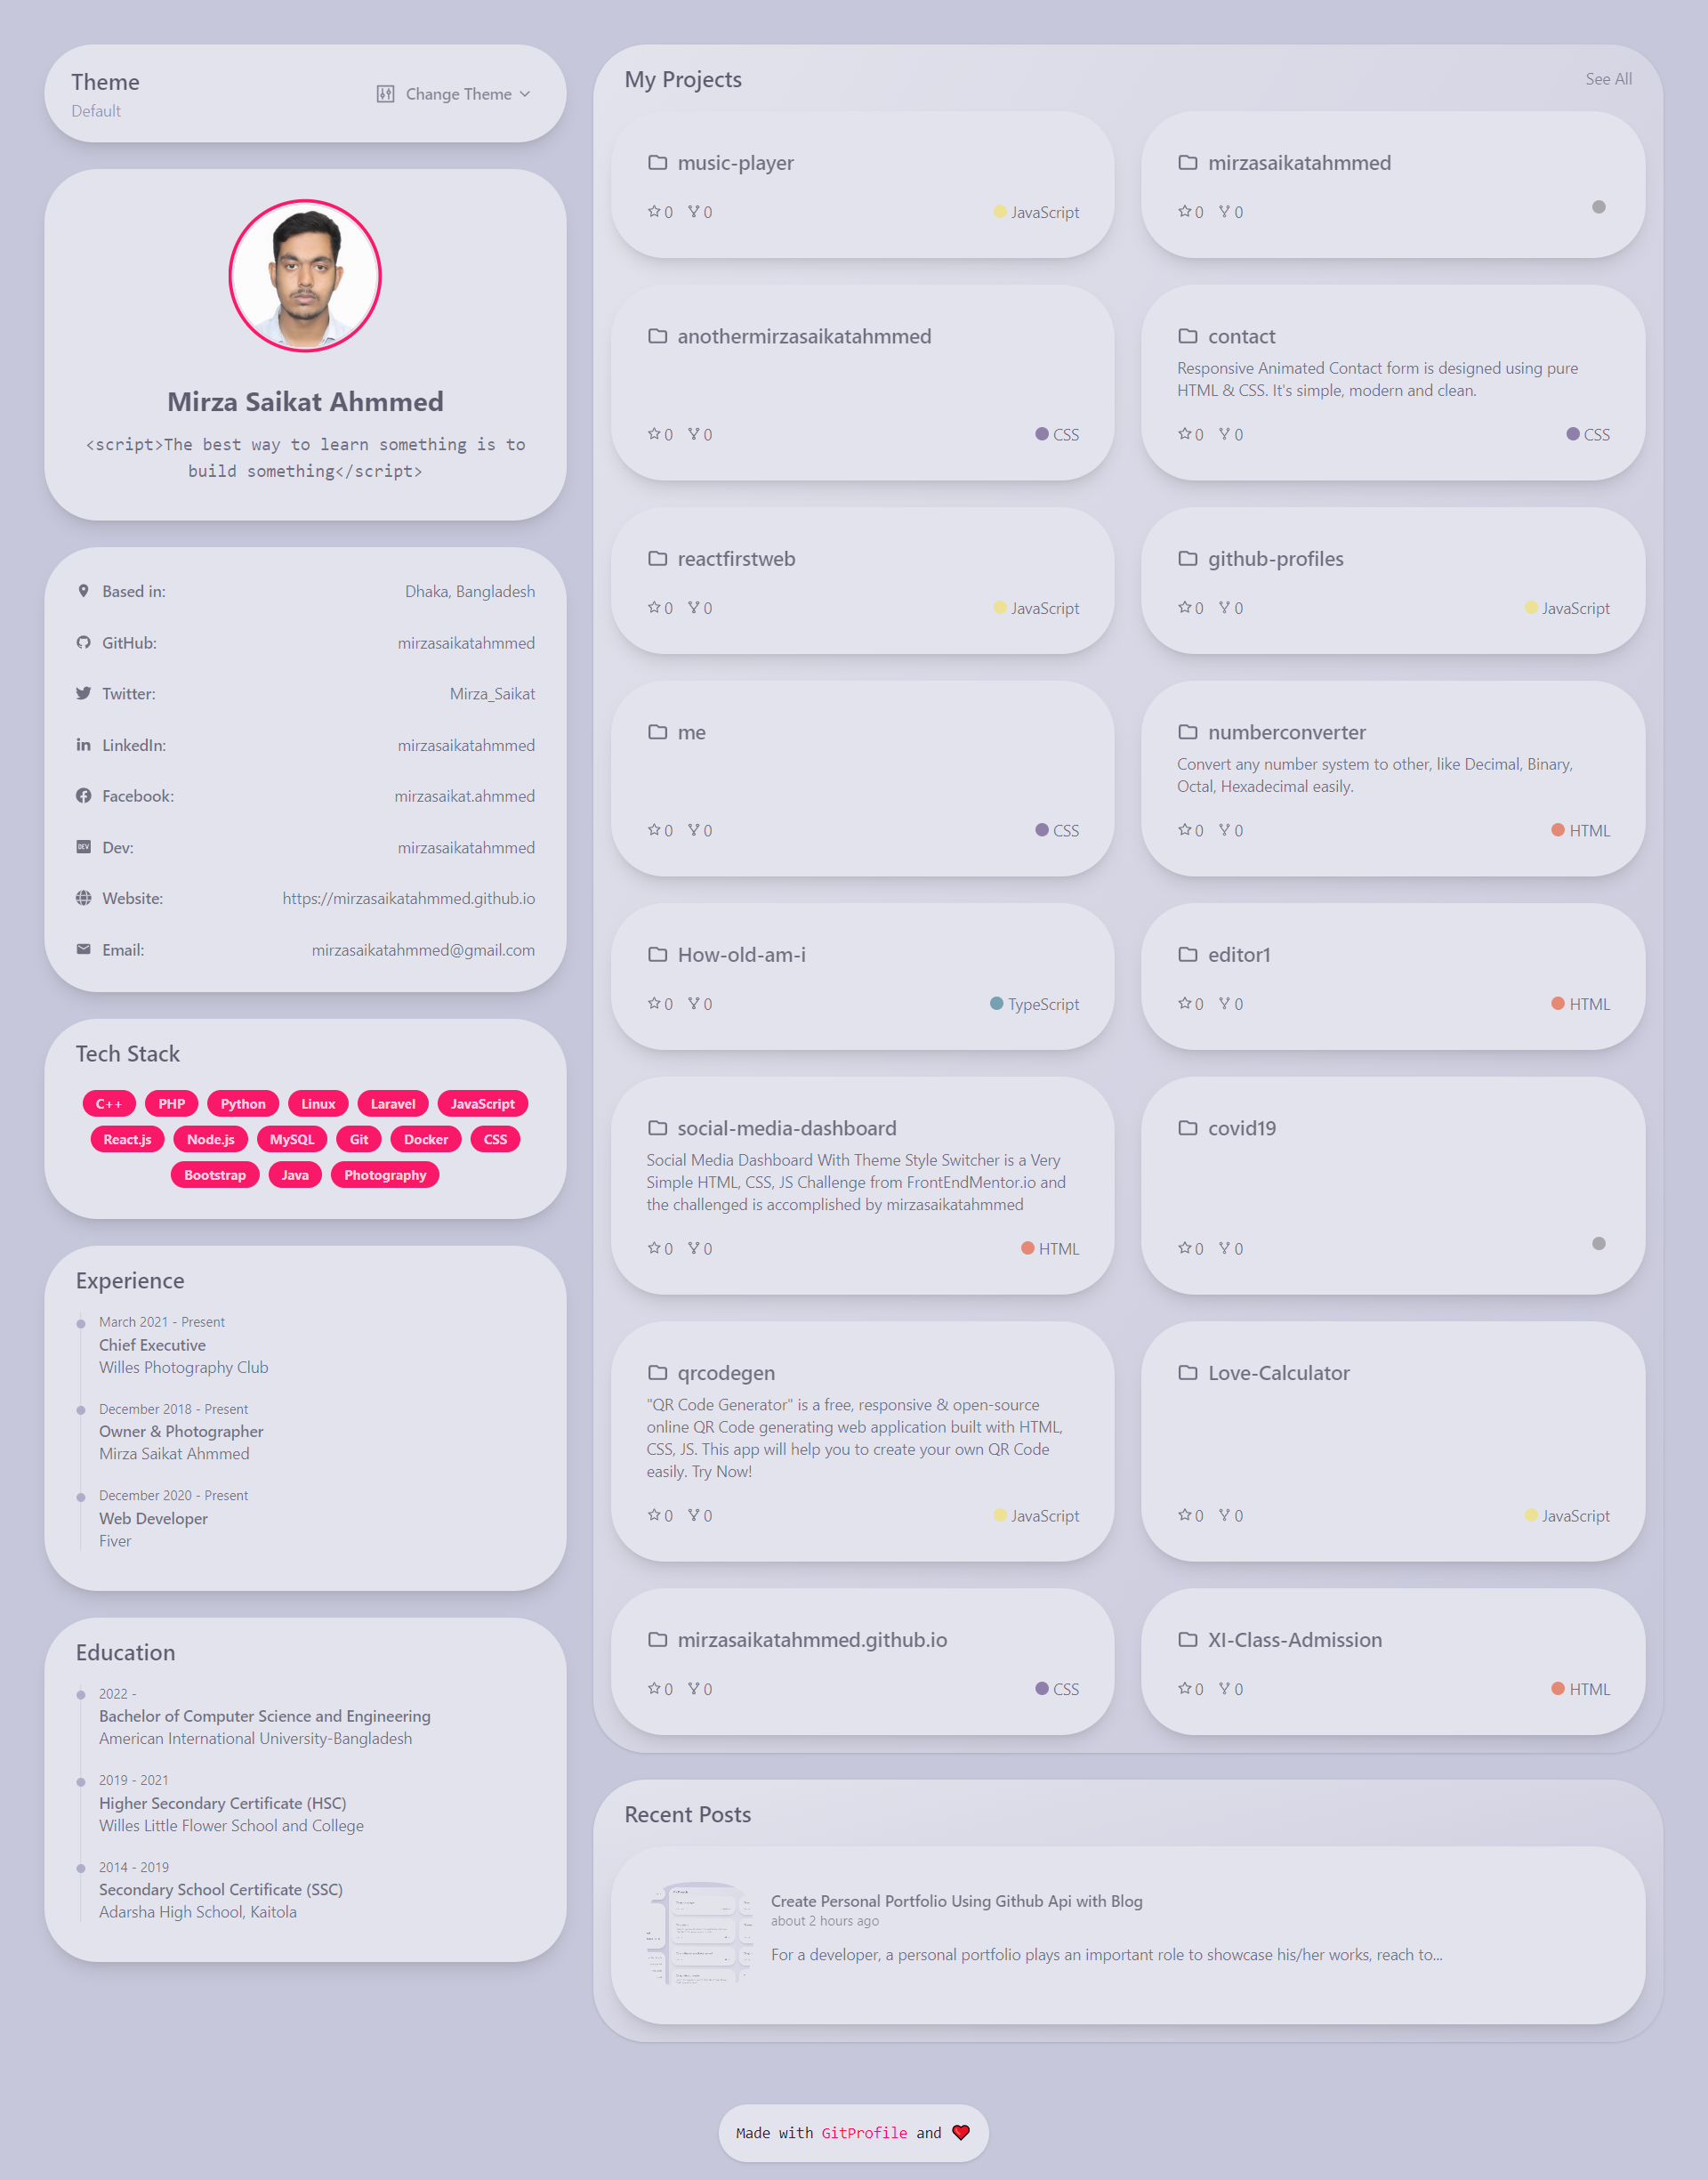 Theme
Default
Change Theme
Mirza Saikat Ahmmed
<script>The best way to learn something is to
build something</script>
Based in: Dhaka, Bangladesh
GitHub: mirzasaikatahmmed
Twitter: Mirza_Saikat
LinkedIn: mirzasaikatahmmed
Facebook: mirzasaikat.ahmmed
Dev: mirzasaikatahmmed
Website: https://mirzasaikatahmmed.github.io
Email: mirzasaikatahmmed@gmail.com
Tech Stack
C++ PHP Python Linux Laravel JavaScript
React.js Node.js MySQL Git Docker CSS
Bootstrap Java Photography
Experience
March 2021 - Present
Chief Executive
Willes Photography Club
December 2018 - Present
Owner & Photographer
Mirza Saikat Ahmmed
December 2020 - Present
Web Developer
Fiver
Education
2022 -
Bachelor of Computer Science and Engineering
American International University-Bangladesh
2019 - 2021
Higher Secondary Certificate (HSC)
Willes Little Flower School and College
2014 - 2019
Secondary School Certificate (SSC)
Adarsha High School, Kaitola
My Projects
See All
music-player
0 0 JavaScript
mirzasaikatahmmed
0 0
anothermirzasaikatahmmed
0 0 CSS
contact
Responsive Animated Contact form is designed using pure
HTML & CSS. It's simple, modern and clean.
0 0 CSS
reactfirstweb
0 0 JavaScript
github-profiles
0 0 JavaScript
me
0 0 CSS
numberconverter
Convert any number system to other, like Decimal, Binary,
Octal, Hexadecimal easily.
0 0 HTML
How-old-am-i
0 0 TypeScript
editor1
0 0 HTML
social-media-dashboard
Social Media Dashboard With Theme Style Switcher is a Very
Simple HTML, CSS, JS Challenge from FrontEndMentor.io and
the challenged is accomplished by mirzasaikatahmmed
0 0 HTML
covid19
0 0
qrcodegen
"QR Code Generator" is a free, responsive & open-source
online QR Code generating web application built with HTML,
CSS, JS. This app will help you to create your own QR Code
easily. Try Now!
0 0 JavaScript
Love-Calculator
0 0 JavaScript
mirzasaikatahmmed.github.io
0 0 CSS
XI-Class-Admission
0 0 HTML
Recent Posts
Create Personal Portfolio Using Github Api with Blog
about 2 hours ago
For a developer, a personal portfolio plays an important role to showcase his/her works, reach to...
Made with GitProfile and